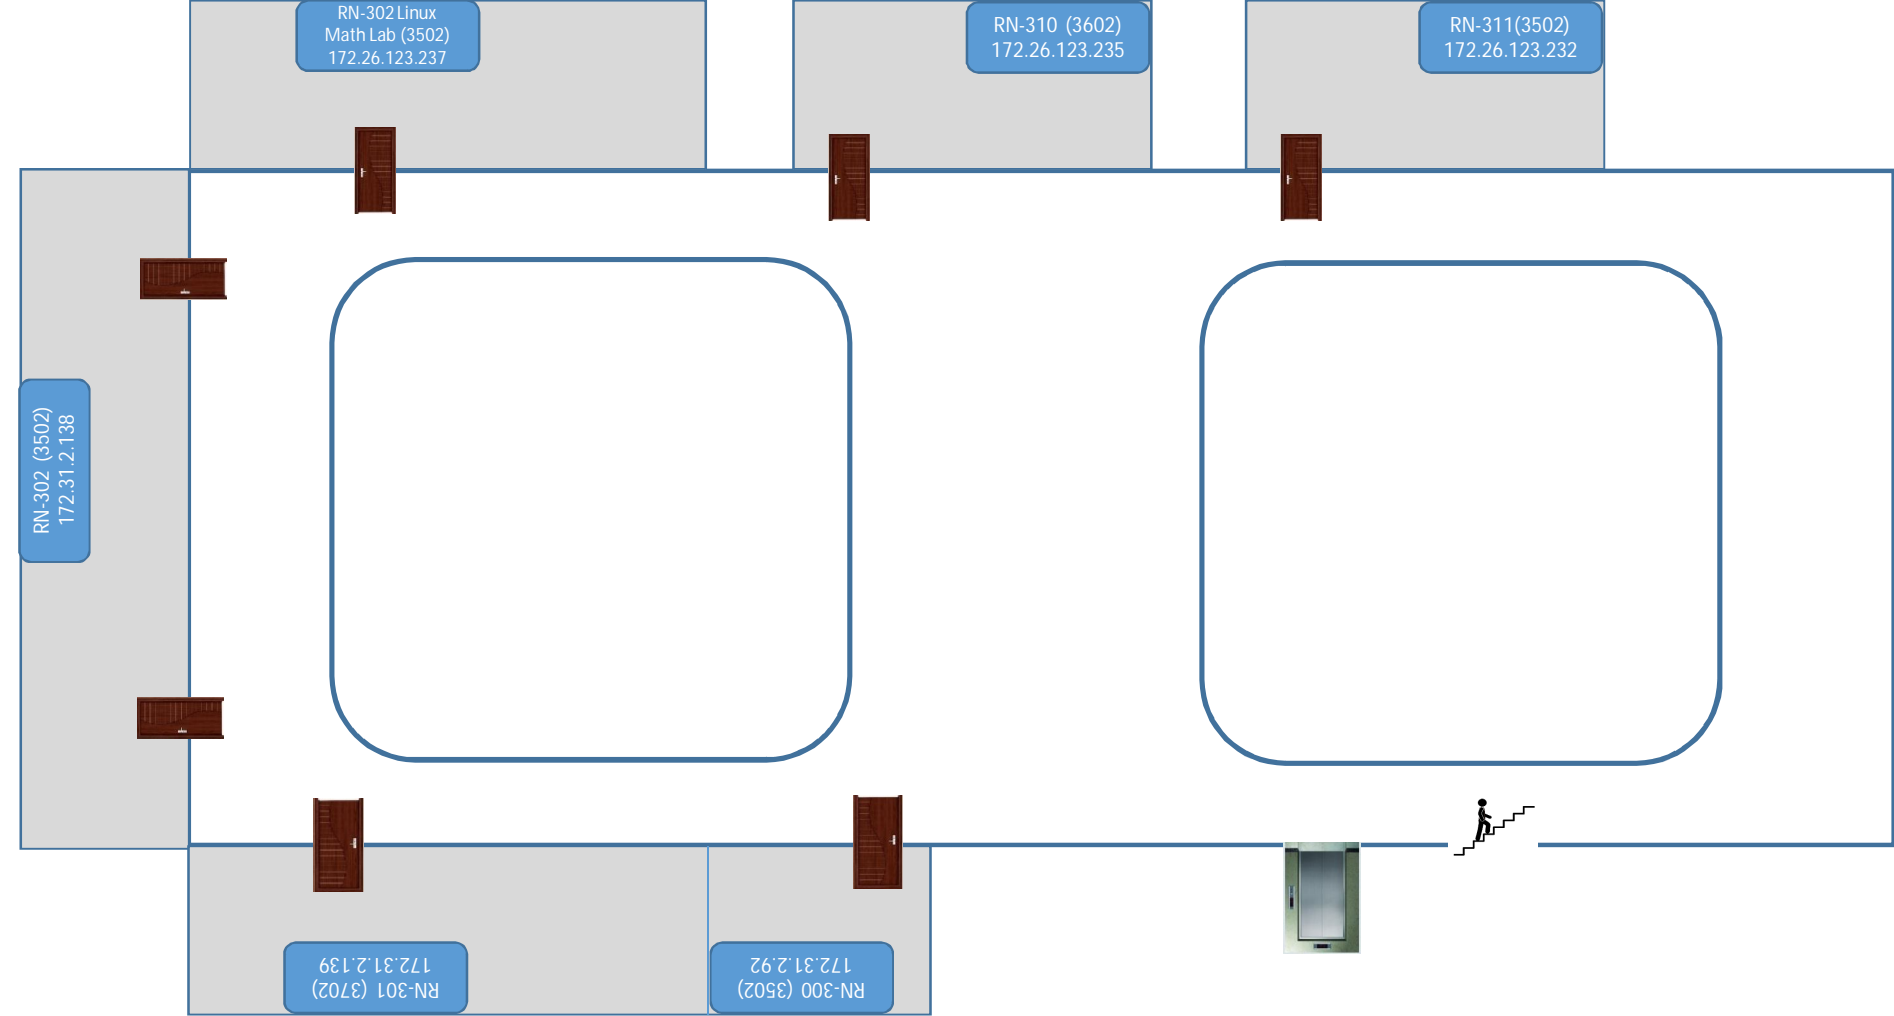 RN-302 Linux
Math Lab (3502)
172.26.123.237
RN-310 (3602)
172.26.123.235
RN-311(3502)
172.26.123.232
RN-302 (3502)
172.31.2.138
RN-301 (3702)
172.31.2.139
RN-300 (3502)
172.31.2.92